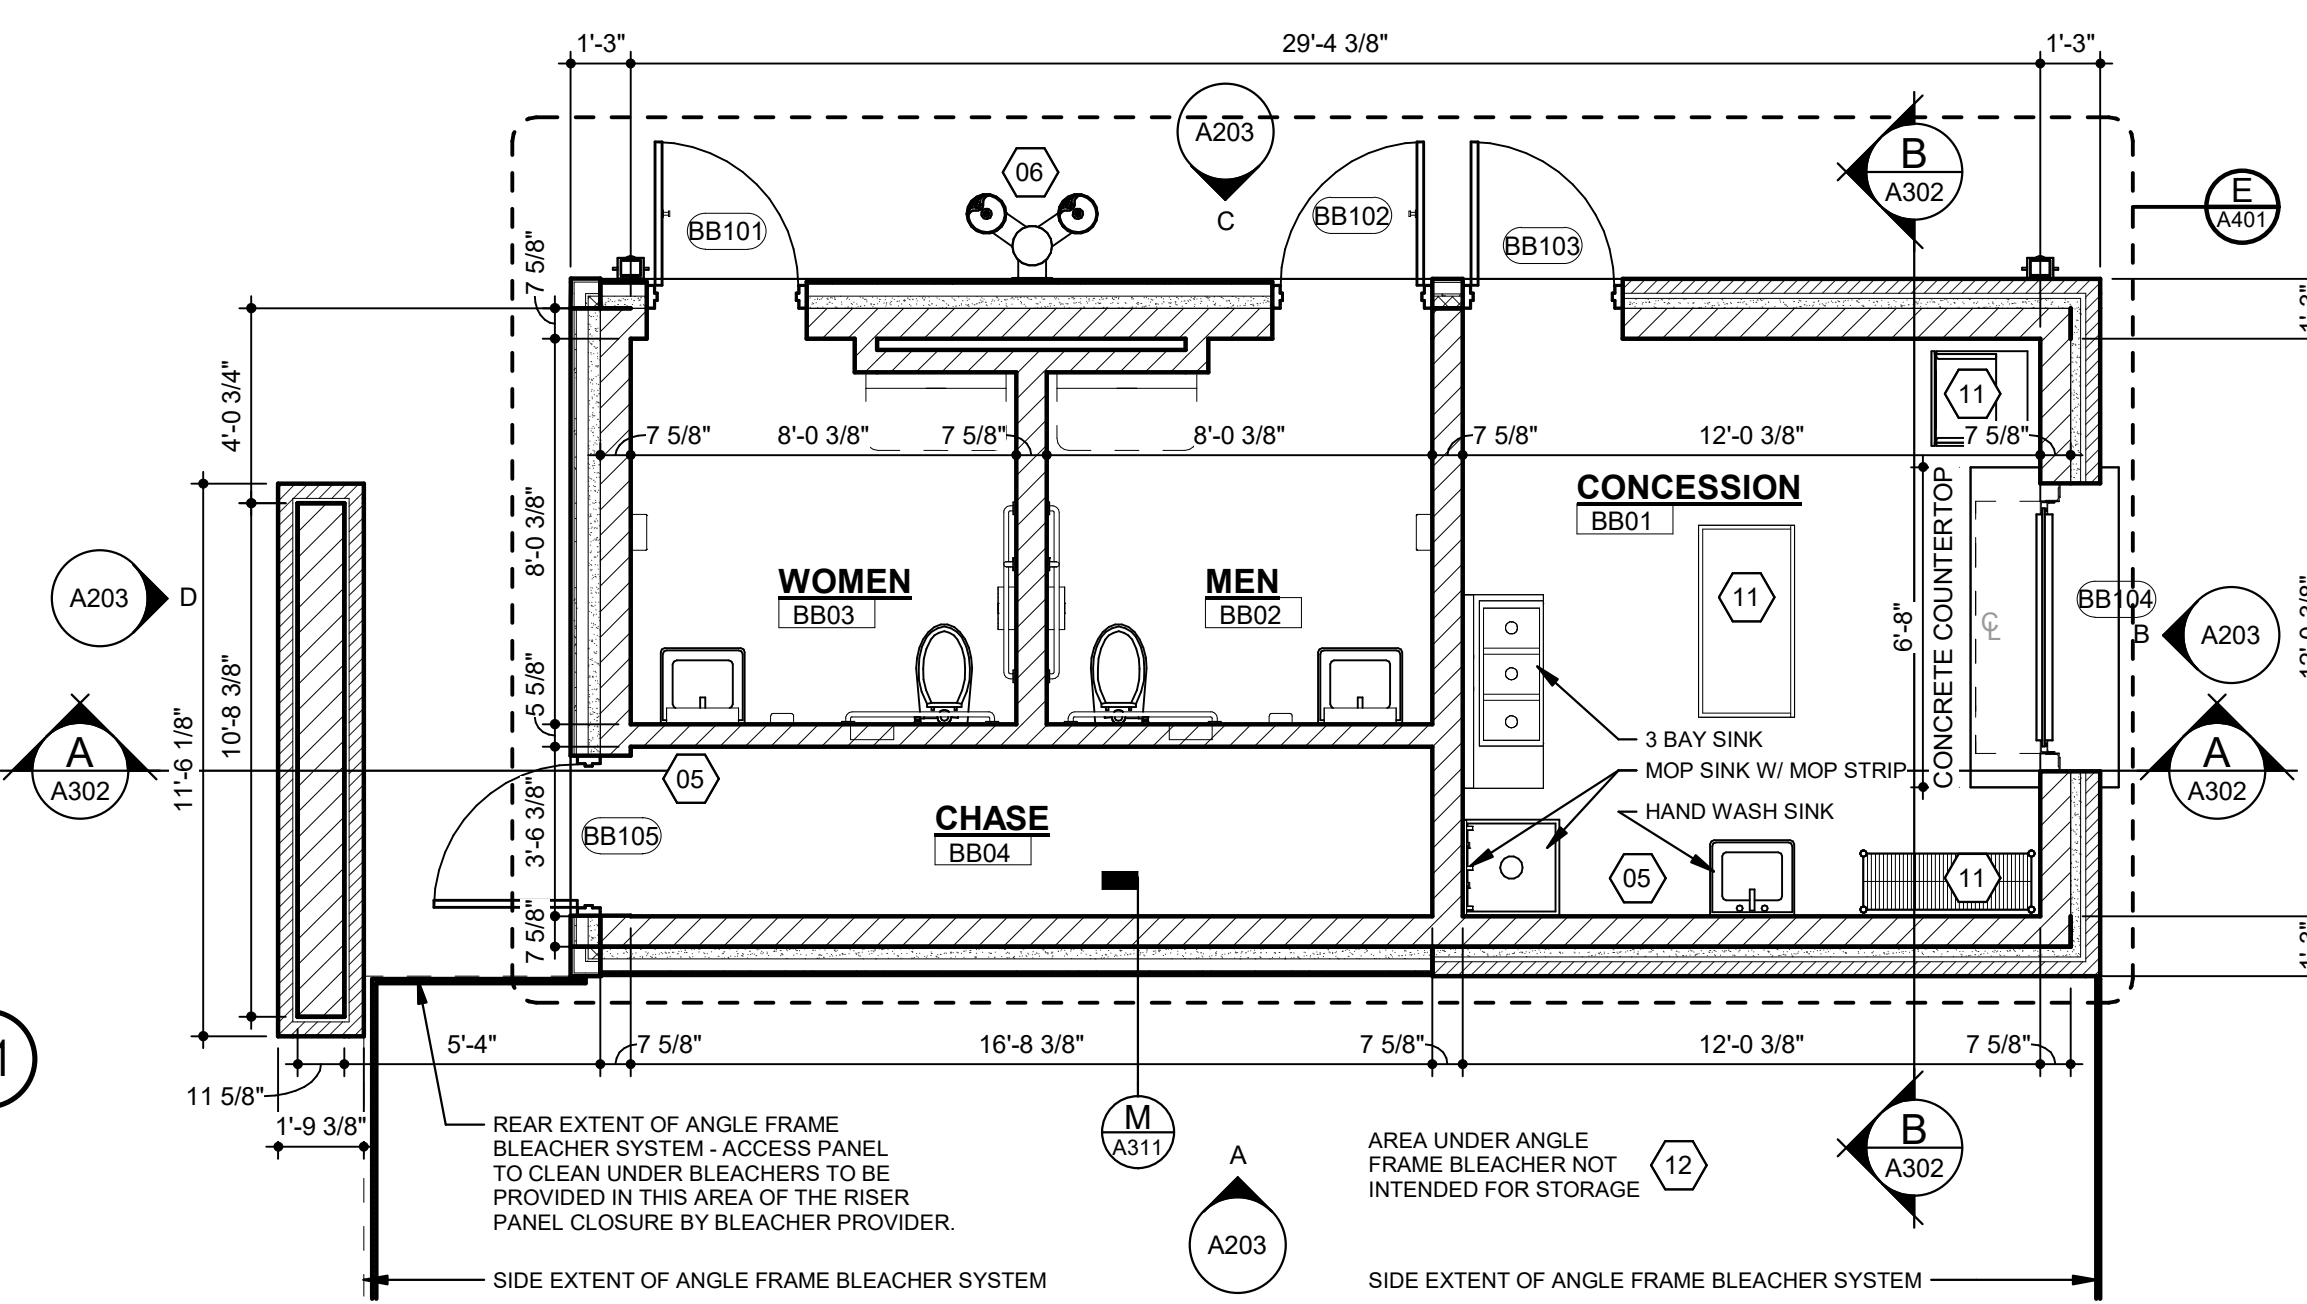 1'-3"
29'-4 3/8"
1'-3"
A203
C
06
B
A302
E
A401
BB101
BB102
BB103
7 5/8"
4'-0 3/4"
11
7 5/8"
8'-0 3/8"
7 5/8"
8'-0 3/8"
7 5/8"
12'-0 3/8"
7 5/8"
8'-0 3/8"
CONCESSION
BB01
CONCRETE COUNTERTOP
6'-8"
CL
WOMEN
BB03
MEN
BB02
11
BB104
B
A203
A203
D
5 5/8"
10'-8 3/8"
11'-6 1/8"
3 BAY SINK
MOP SINK W/ MOP STRIP
HAND WASH SINK
A
A302
A
A302
05
3'-6 3/8"
BB105
CHASE
BB04
05
11
7 5/8"
1
5'-4"
7 5/8"
16'-8 3/8"
7 5/8"
12'-0 3/8"
7 5/8"
11 5/8"
1'-9 3/8"
REAR EXTENT OF ANGLE FRAME
BLEACHER SYSTEM - ACCESS PANEL
TO CLEAN UNDER BLEACHERS TO BE
PROVIDED IN THIS AREA OF THE RISER
PANEL CLOSURE BY BLEACHER PROVIDER.
M
A311
A
A203
AREA UNDER ANGLE
FRAME BLEACHER NOT
INTENDED FOR STORAGE
12
B
A302
SIDE EXTENT OF ANGLE FRAME BLEACHER SYSTEM
SIDE EXTENT OF ANGLE FRAME BLEACHER SYSTEM